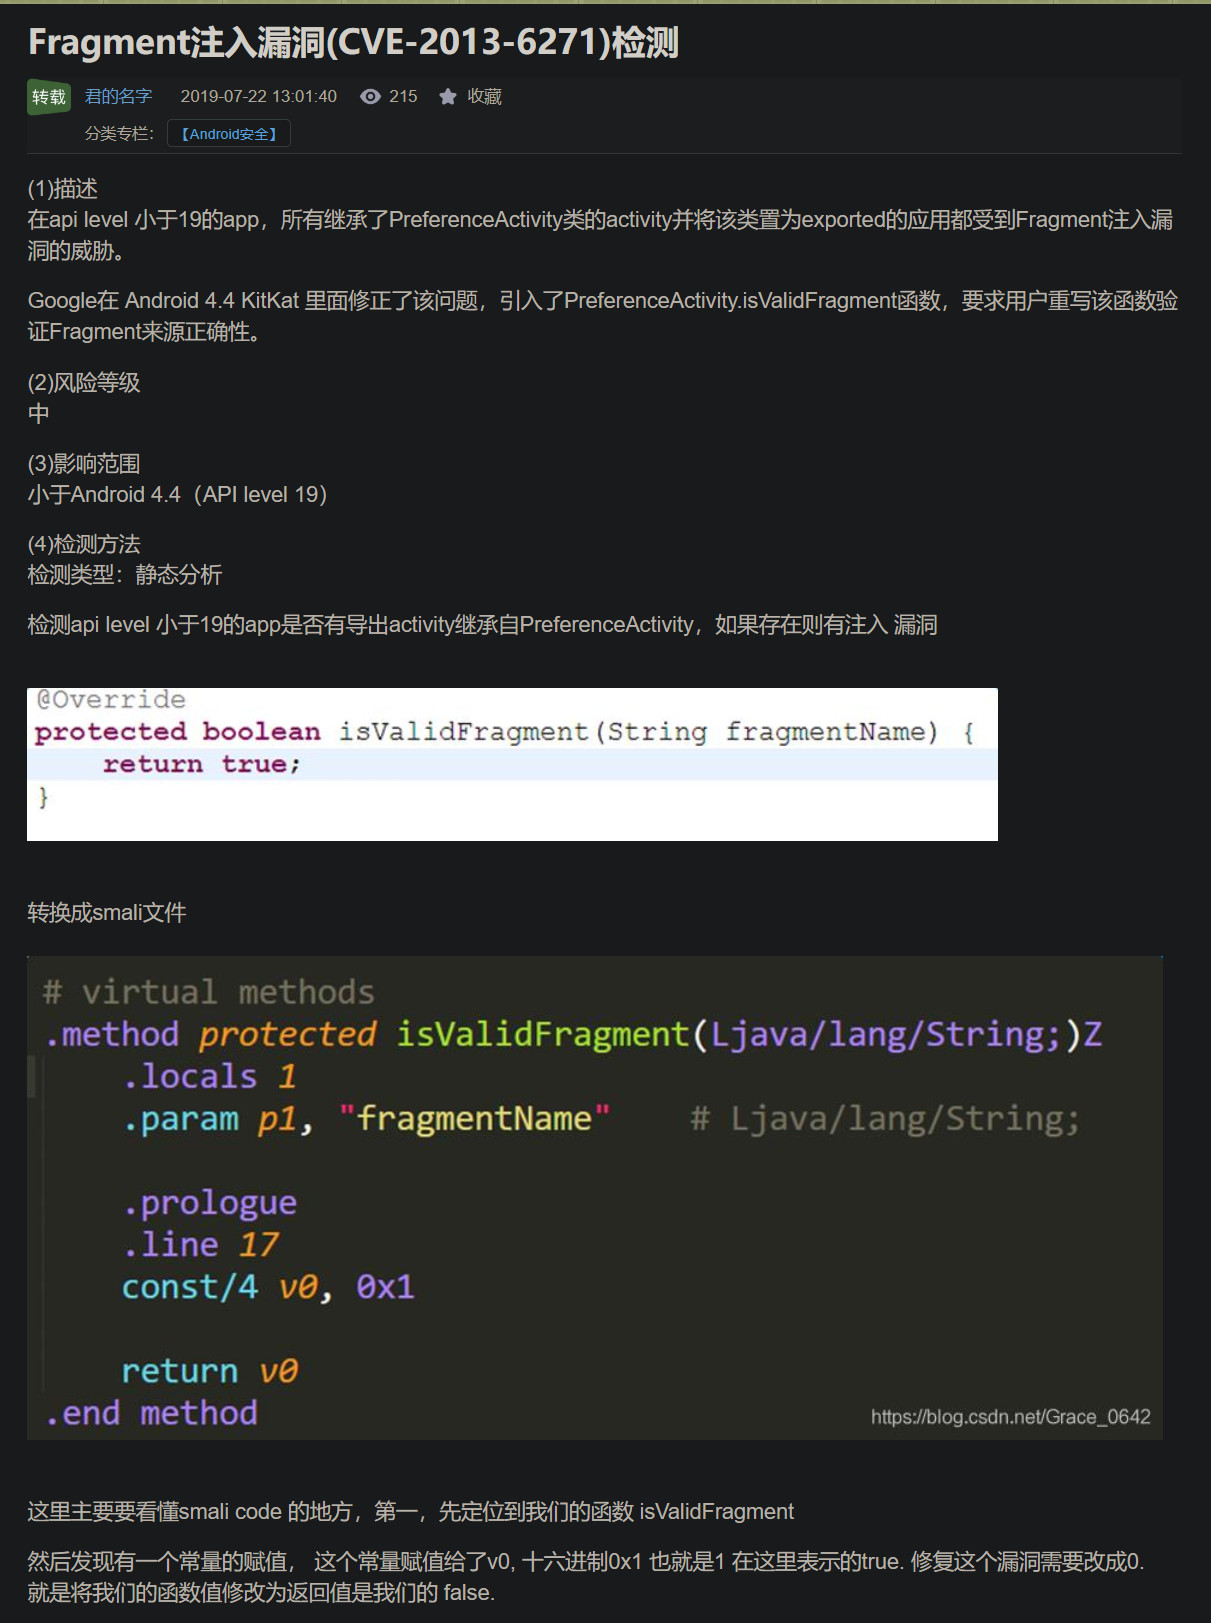 Fragment注入漏洞(CVE-2013-6271)检测
转载 君的名字 2019-07-22 13:01:40 215 收藏
分类专栏： 【Android安全】
(1)描述
在api level 小于19的app，所有继承了PreferenceActivity类的activity并将该类置为exported的应用都受到Fragment注入漏
洞的威胁。
Google在 Android 4.4 KitKat 里面修正了该问题，引入了PreferenceActivity.isValidFragment函数，要求用户重写该函数验
证Fragment来源正确性。
(2)风险等级
中
(3)影响范围
小于Android 4.4（API level 19）
(4)检测方法
检测类型：静态分析
检测api level 小于19的app是否有导出activity继承自PreferenceActivity，如果存在则有注入 漏洞
@Override
protected boolean isValidFragment(String fragmentName) {
return true;
}
转换成smali文件
# virtual methods
.method protected isValidFragment(Ljava/lang/String;)Z
.locals 1
.param p1, "fragmentName" # Ljava/lang/String;
.prologue
.line 17
const/4 v0, 0x1
return v0
.end method
https://blog.csdn.net/Grace_0642
这里主要要看懂smali code 的地方，第一，先定位到我们的函数 isValidFragment
然后发现有一个常量的赋值， 这个常量赋值给了v0, 十六进制0x1 也就是1 在这里表示的true. 修复这个漏洞需要改成0.
就是将我们的函数值修改为返回值是我们的 false.